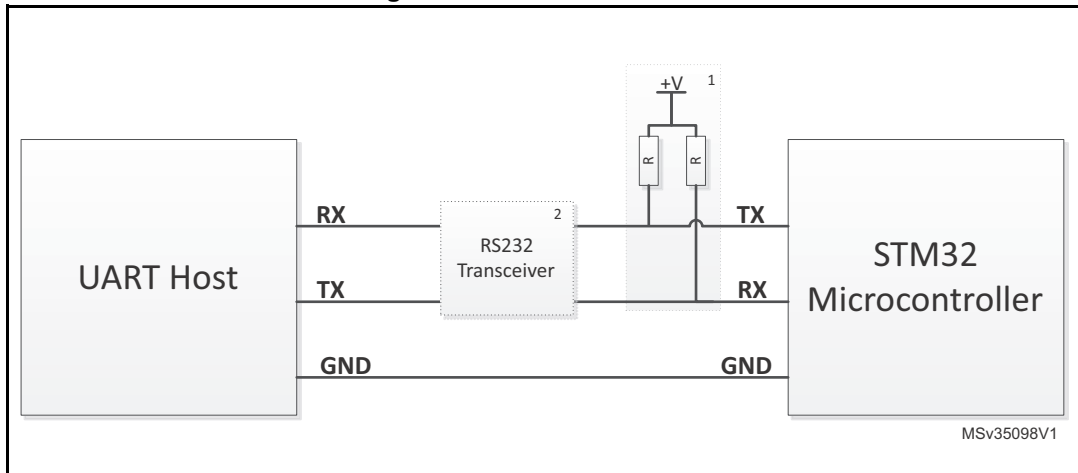 +V
1
R
R
RX
2
TX
UART Host
RS232
Transceiver
STM32
Microcontroller
TX
RX
GND
GND
MSv35098V1